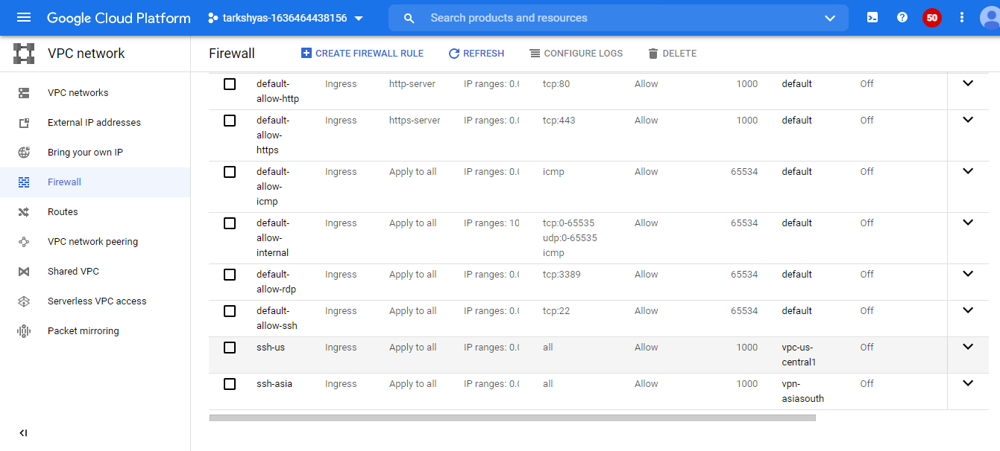 Google Cloud Platform
tarkshyas-1636464438156
Search products and resources
50
VPC network
Firewall
CREATE FIREWALL RULE
REFRESH
CONFIGURE LOGS
DELETE
VPC networks
External IP addresses
Bring your own IP
Firewall
Routes
VPC network peering
Shared VPC
Serverless VPC access
Packet mirroring
default-
allow-http
Ingress
http-server
IP ranges: 0.0
tcp:80
Allow
1000
default
Off
default-
allow-
https
Ingress
https-server
IP ranges: 0.0
tcp:443
Allow
1000
default
Off
default-
allow-
icmp
Ingress
Apply to all
IP ranges: 0.0
icmp
Allow
65534
default
Off
default-
allow-
internal
Ingress
Apply to all
IP ranges: 10
tcp:0-65535
udp:0-65535
icmp
Allow
65534
default
Off
default-
allow-rdp
Ingress
Apply to all
IP ranges: 0.0
tcp:3389
Allow
65534
default
Off
default-
allow-ssh
Ingress
Apply to all
IP ranges: 0.0
tcp:22
Allow
65534
default
Off
ssh-us
Ingress
Apply to all
IP ranges: 0.0
all
Allow
1000
vpc-us-
central1
Off
ssh-asia
Ingress
Apply to all
IP ranges: 0.0
all
Allow
1000
vpn-
asiasouth
Off